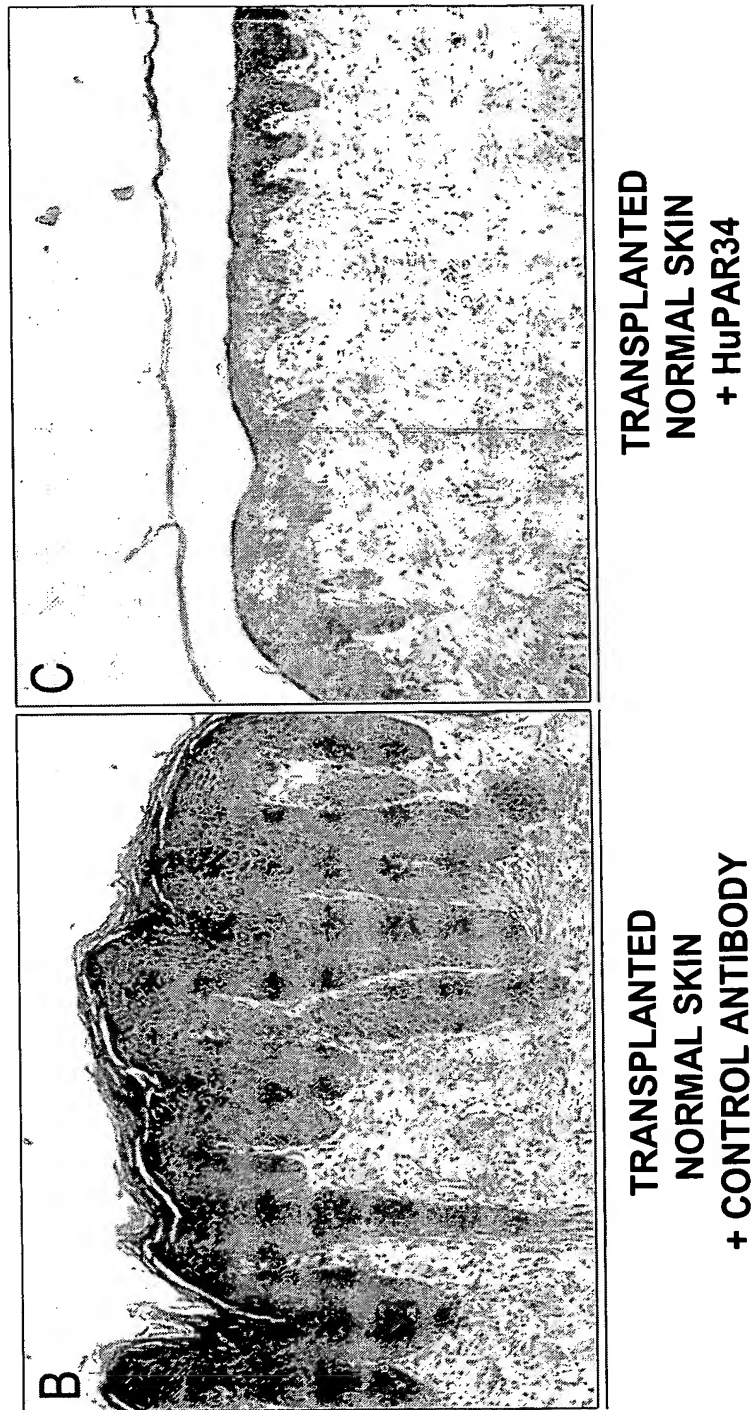 B
TRANSPLANTED
NORMAL SKIN
+ CONTROL ANTIBODY
C
TRANSPLANTED
NORMAL SKIN
+ HuPAR34